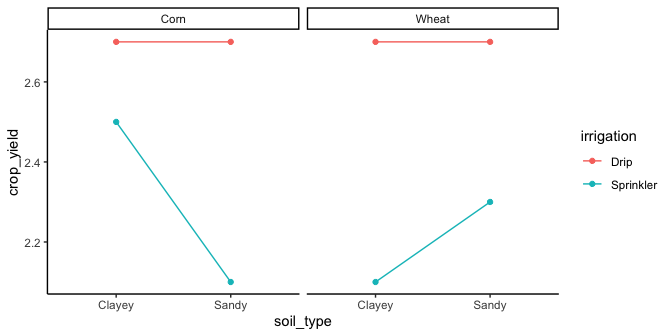 Corn
Wheat
crop_yield
2.6
2.4
2.2
Clayey
Sandy
Clayey
Sandy
soil_type
irrigation
Drip
Sprinkler